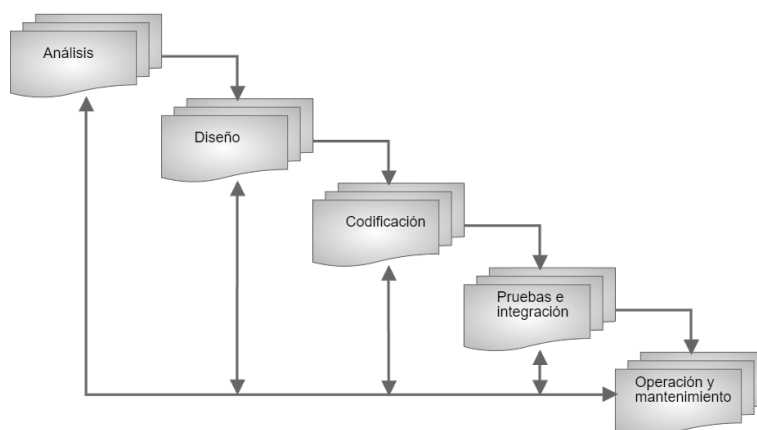 Análisis
Diseño
Codificación
Pruebas e
integración
Operación y
mantenimiento